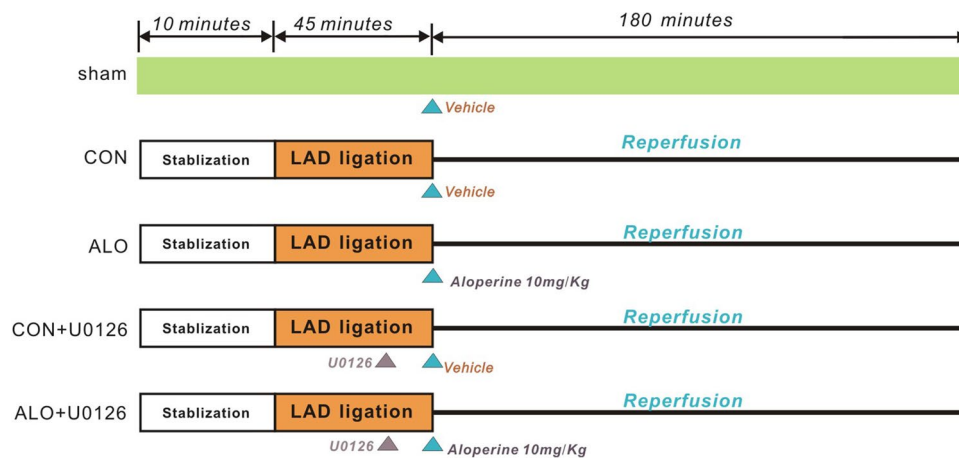 10 minutes 45 minutes 180 minutes
sham
Vehicle
CON Stablization LAD ligation Reperfusion
Vehicle
ALO Stablization LAD ligation Reperfusion
Aloperine 10mg/Kg
CON+U0126 Stablization LAD ligation Reperfusion
U0126 Vehicle
ALO+U0126 Stablization LAD ligation Reperfusion
U0126 Aloperine 10mg/Kg